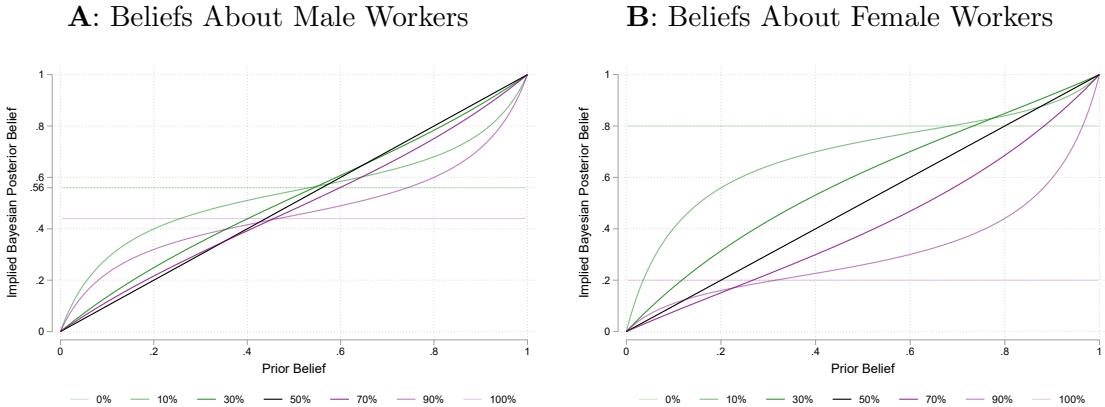 A: Beliefs About Male Workers
Implied Bayesian Posterior Belief
1
.8
.6
.56
.4
.2
0
0 .2 .4 .6 .8 1
Prior Belief
0% 10% 30% 50% 70% 90% 100%
B: Beliefs About Female Workers
Implied Bayesian Posterior Belief
1
.8
.6
.4
.2
0
0 .2 .4 .6 .8 1
Prior Belief
0% 10% 30% 50% 70% 90% 100%